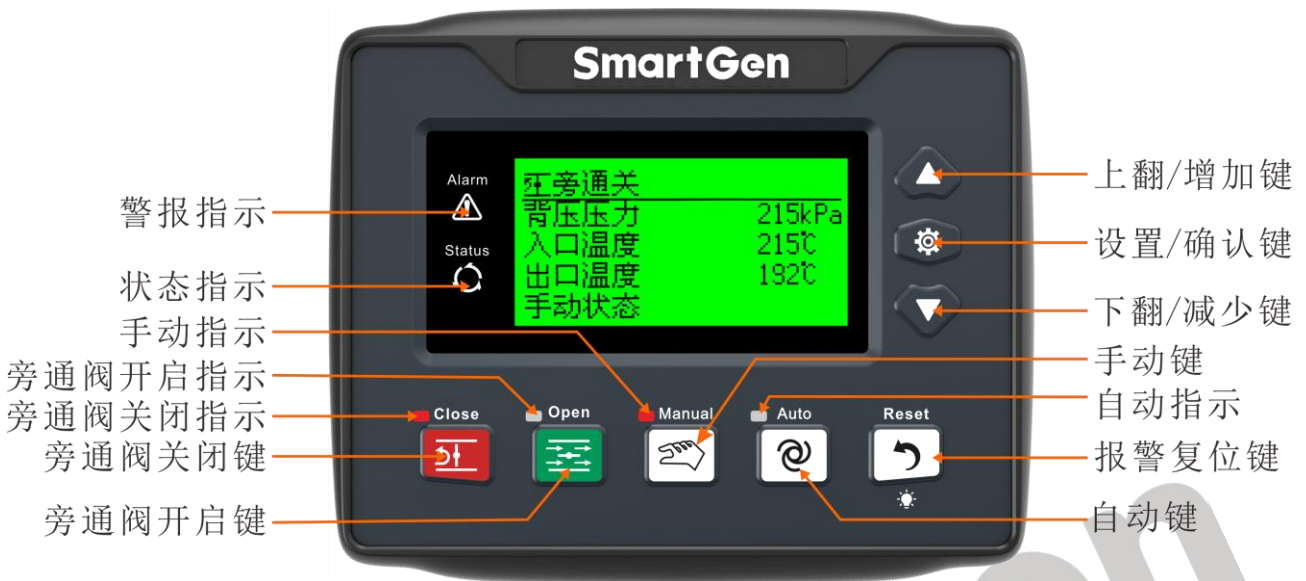 SmartGen
Alarm
Status
旁通关
背压压力 215kPa
入口温度 215℃
出口温度 192℃
手动状态
警报指示
状态指示
手动指示
旁通阀开启指示
旁通阀关闭指示
旁通阀关闭键
旁通阀开启键
Close Open Manual Auto Reset
上翻/增加键
设置/确认键
下翻/减少键
手动键
自动指示
报警复位键
自动键